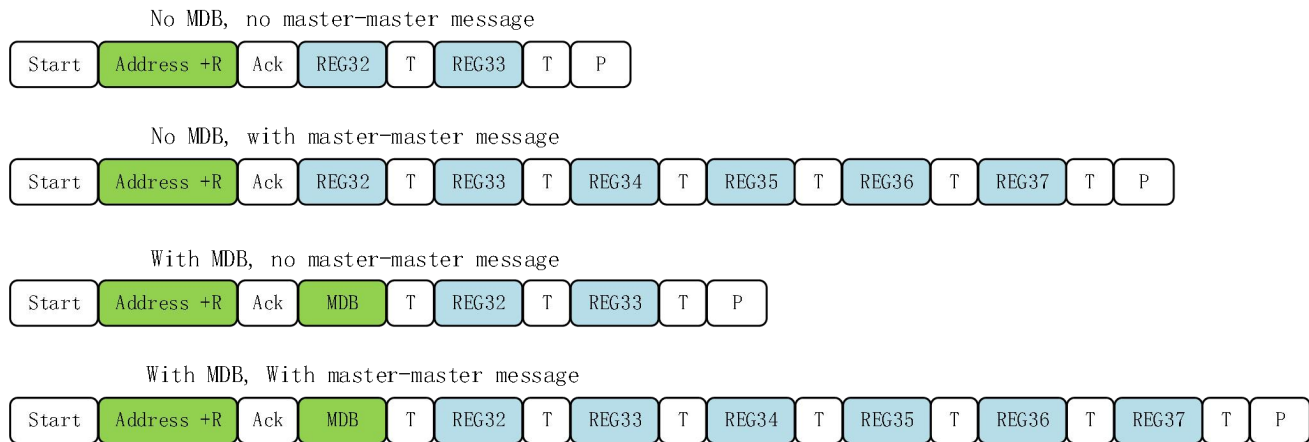 No MDB, no master-master message
Start Address +R Ack REG32 T REG33 T P
No MDB, with master-master message
Start Address +R Ack REG32 T REG33 T REG34 T REG35 T REG36 T REG37 T P
With MDB, no master-master message
Start Address +R Ack MDB T REG32 T REG33 T P
With MDB, With master-master message
Start Address +R Ack MDB T REG32 T REG33 T REG34 T REG35 T REG36 T REG37 T P